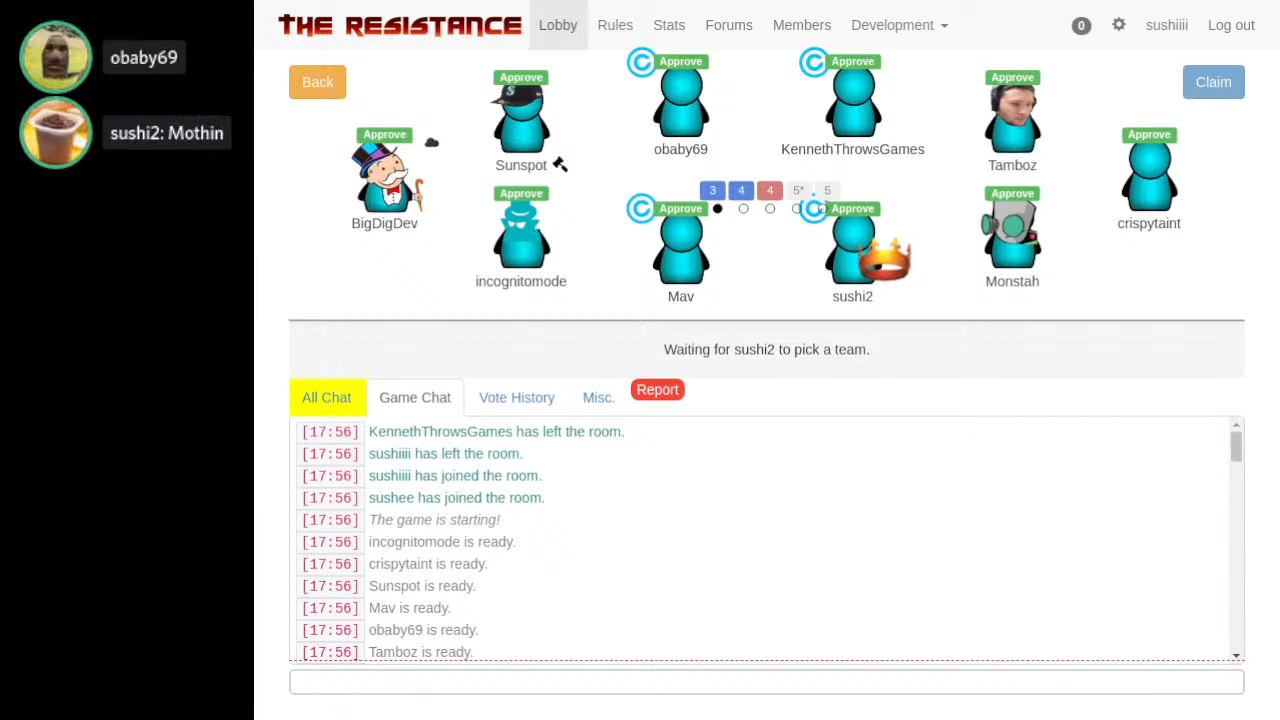 obaby69
sushi2: Mothin
THE RESISTANCE
Lobby
Rules
Stats
Forums
Members
Development
0
sushiiii
Log out
Back
Claim
Approve
Sunspot
Approve
obaby69
Approve
KennethThrowsGames
Approve
Tamboz
Approve
BigDigDev
Approve
crispytaint
3 4 4 5* 5
Approve
incognitomode
Approve
Mav
Approve
sushi2
Approve
Monstah
Waiting for sushi2 to pick a team.
All Chat
Game Chat
Vote History
Misc.
Report
[17:56] KennethThrowsGames has left the room.
[17:56] sushiiii has left the room.
[17:56] sushiiii has joined the room.
[17:56] sushee has joined the room.
[17:56] The game is starting!
[17:56] incognitomode is ready.
[17:56] crispytaint is ready.
[17:56] Sunspot is ready.
[17:56] Mav is ready.
[17:56] obaby69 is ready.
[17:56] Tamboz is ready.